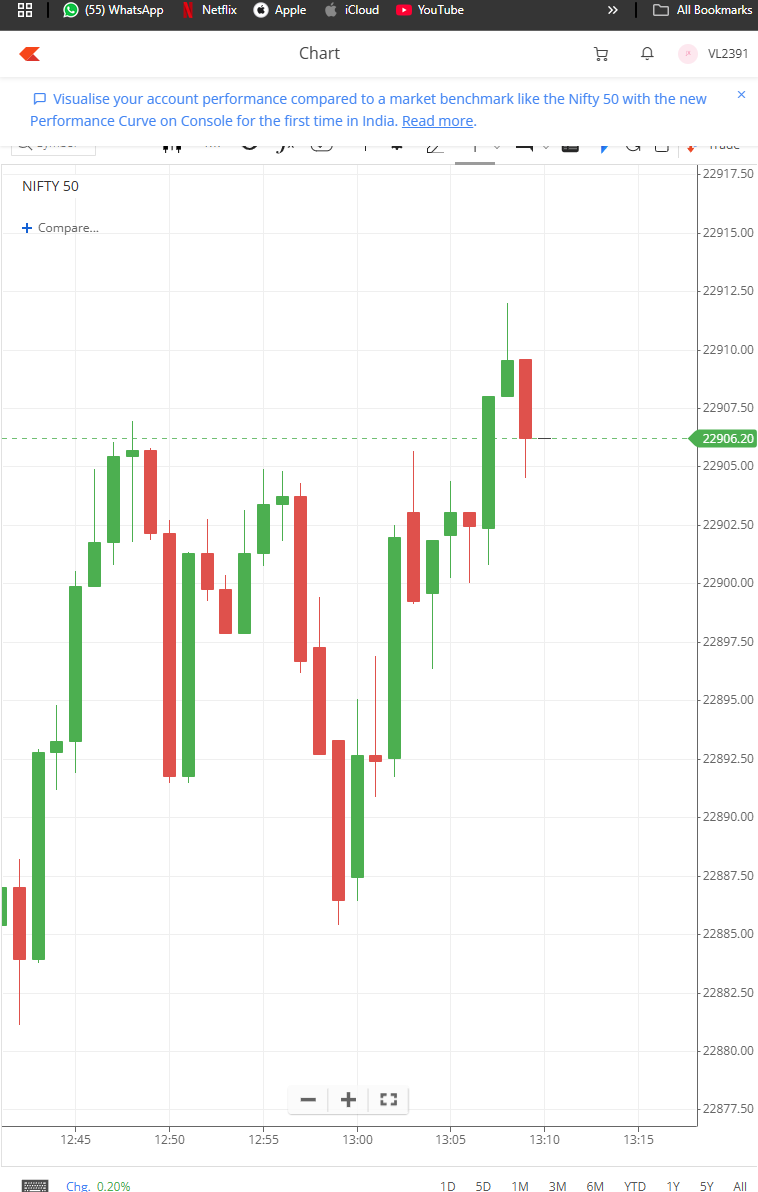 (55) WhatsApp
Netflix
Apple
iCloud
YouTube
»
All Bookmarks
Chart
VL2391
Visualise your account performance compared to a market benchmark like the Nifty 50 with the new
Performance Curve on Console for the first time in India. Read more.
NIFTY 50
+ Compare...
22917.50
22915.00
22912.50
22910.00
22907.50
22906.20
22905.00
22902.50
22900.00
22897.50
22895.00
22892.50
22890.00
22887.50
22885.00
22882.50
22880.00
22877.50
12:45 12:50 12:55 13:00 13:05 13:10 13:15
Chg. 0.20%
1D 5D 1M 3M 6M YTD 1Y 5Y All